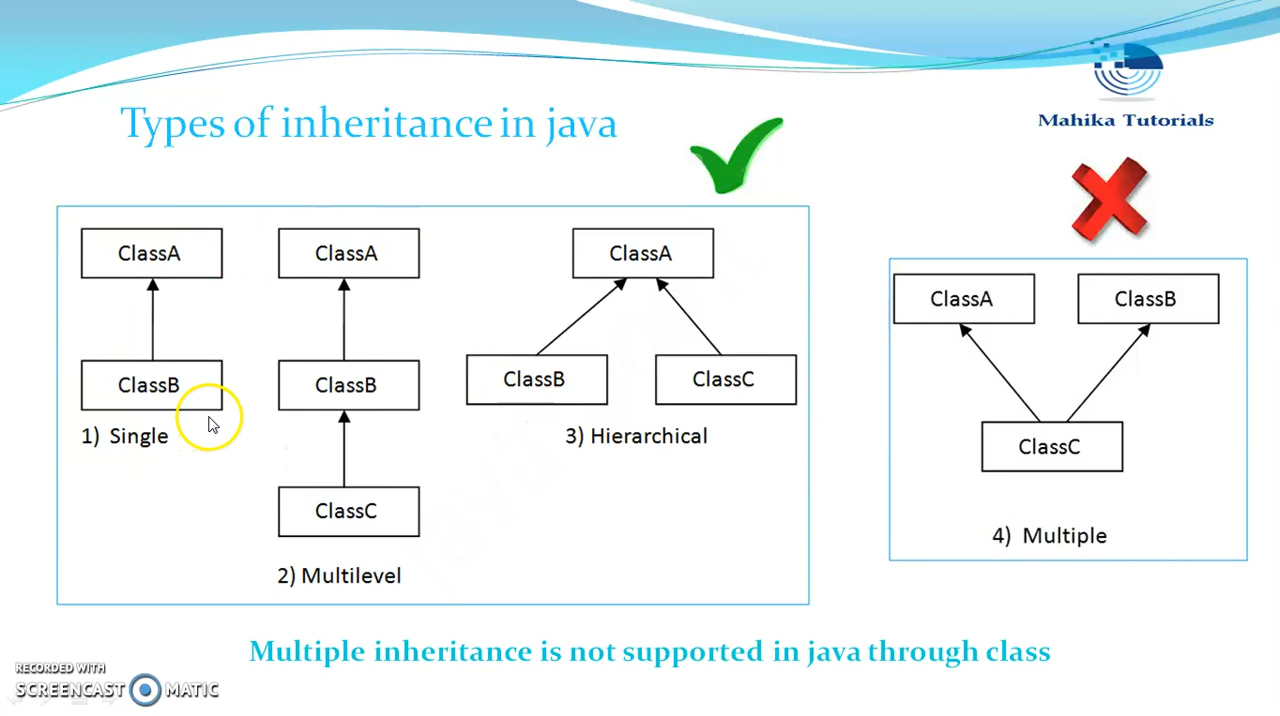 Types of inheritance in java
Mahika Tutorials
ClassA
ClassB
1) Single
ClassA
ClassB
ClassC
2) Multilevel
ClassA
ClassB
ClassC
3) Hierarchical
ClassA
ClassB
ClassC
4) Multiple
Multiple inheritance is not supported in java through class
RECORDED WITH
SCREENCAST MATIC